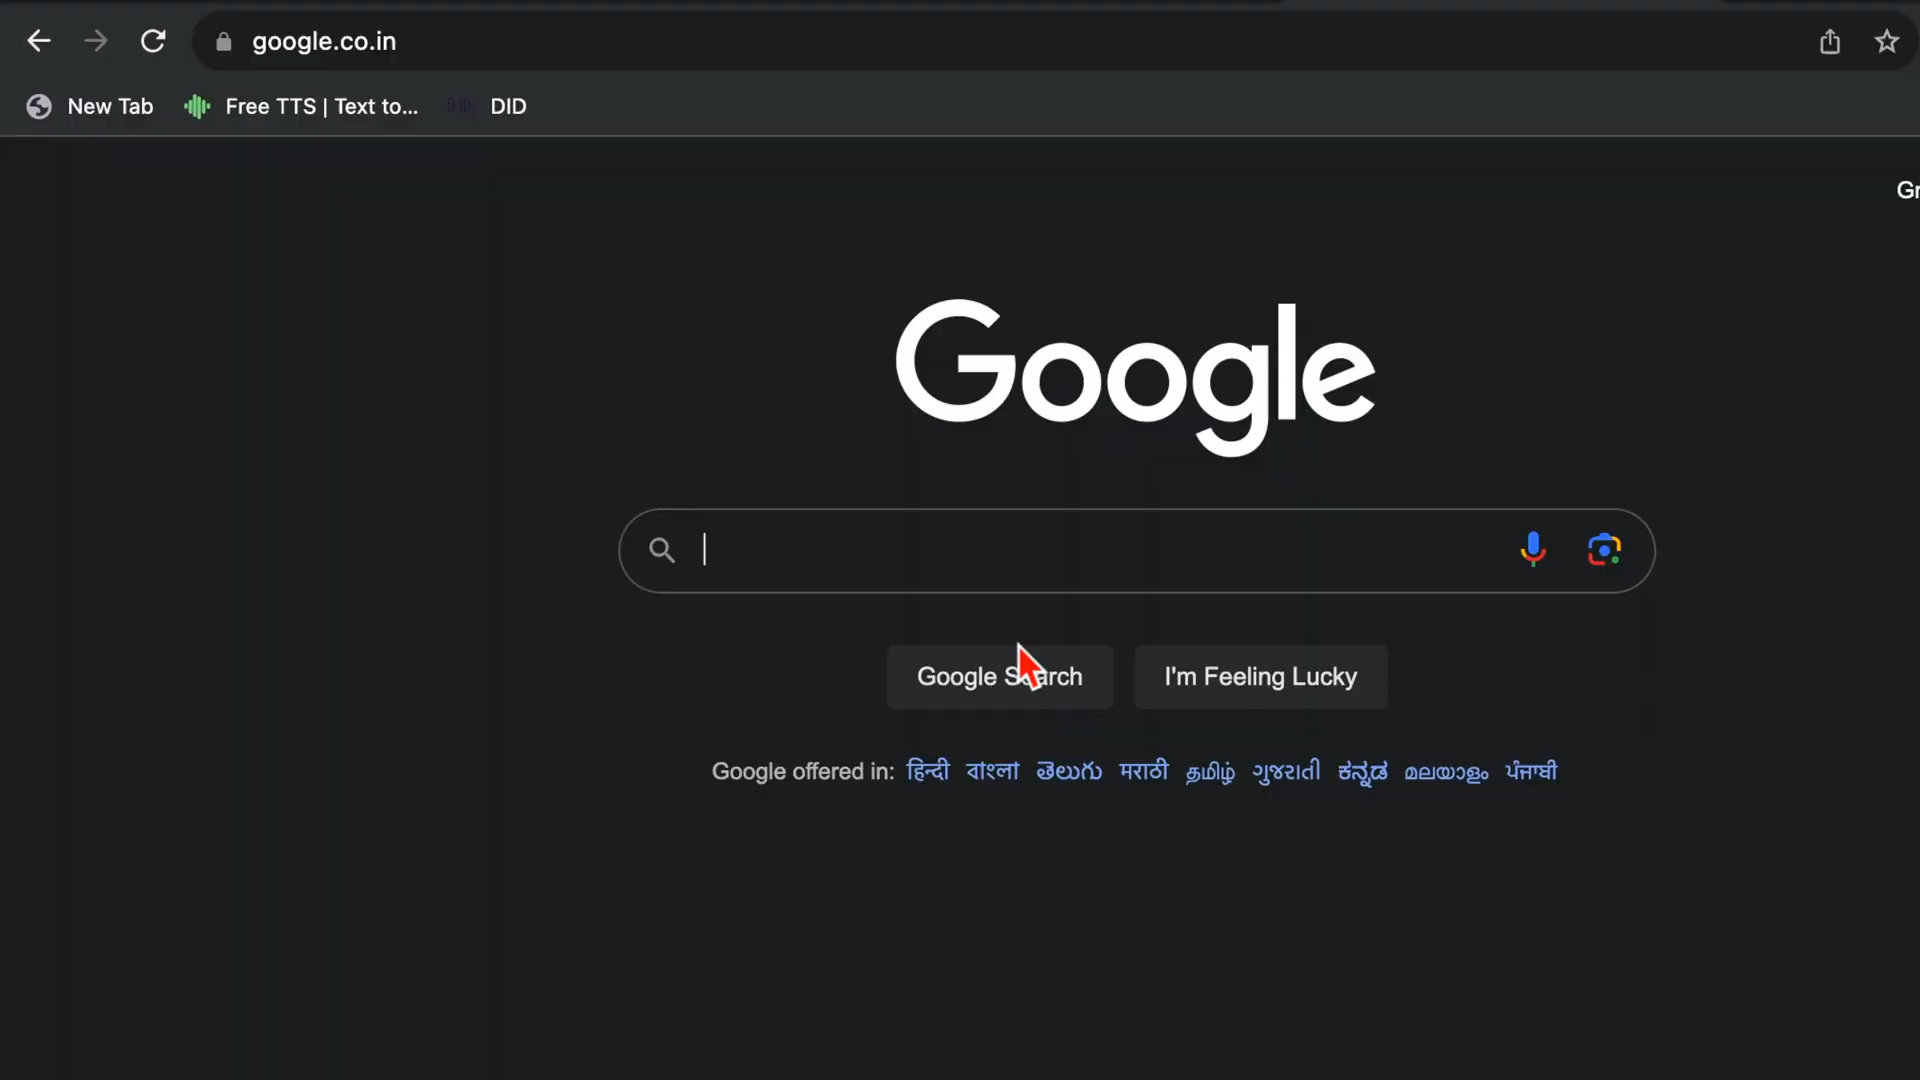 google.co.in
New Tab
Free TTS | Text to...
DID
Google
Google Search
I'm Feeling Lucky
Google offered in: हिन्दी বাংলা తెలుగు मराठी தமிழ் ગુજરાતી ಕನ್ನಡ മലയാളം ਪੰਜਾਬੀ